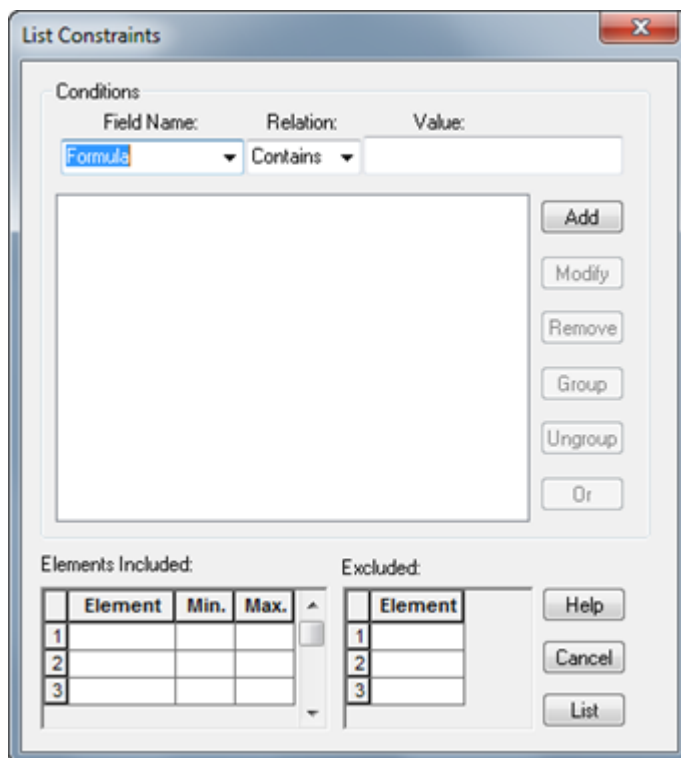 List Constraints
Conditions
Field Name: Relation: Value:
Formula Contains
Add
Modify
Remove
Group
Ungroup
Or
Elements Included: Excluded:
Element Min. Max. Element
1 1
2 2
3 3
Help
Cancel
List